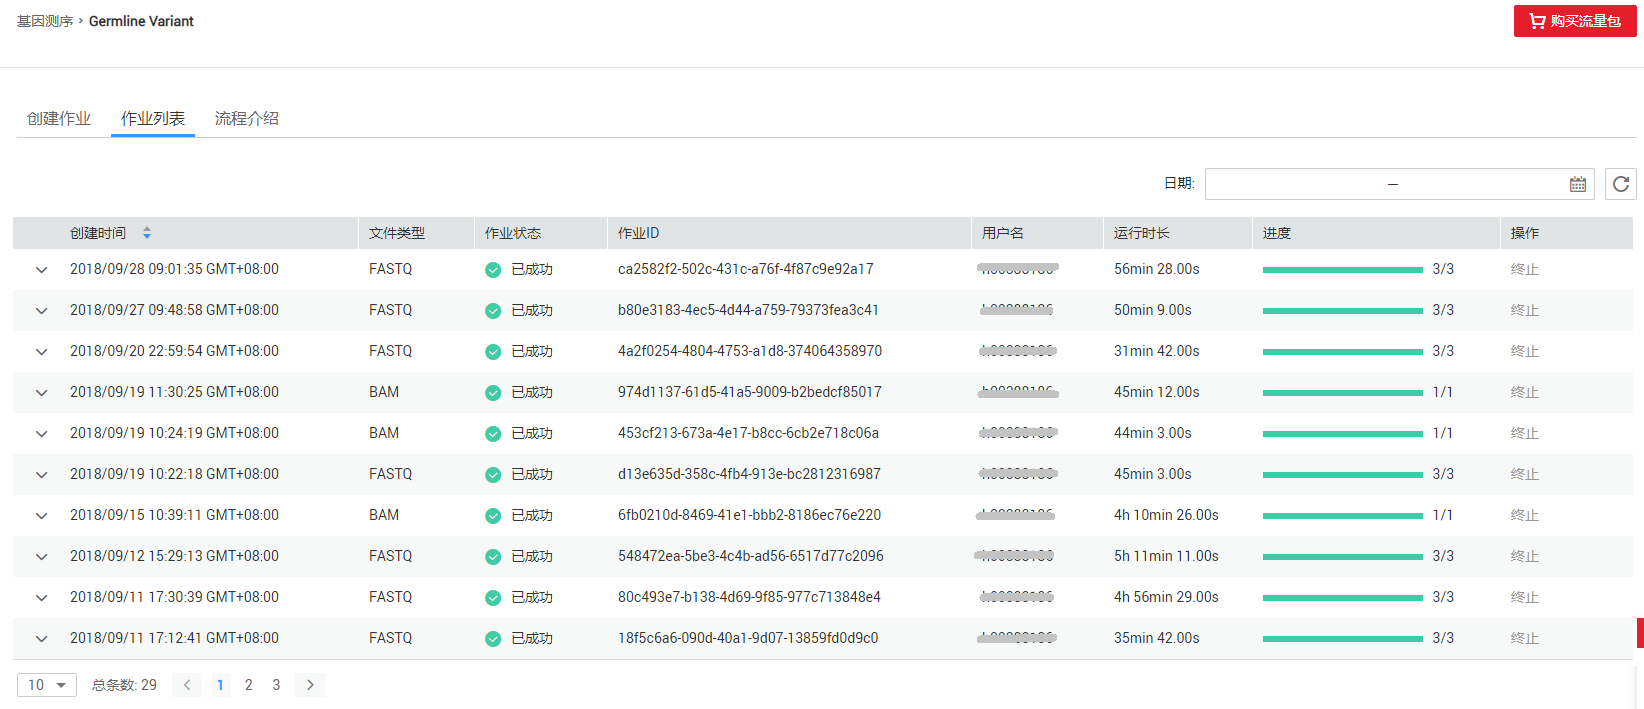 基因测序 › Germline Variant
购买流量包
创建作业 作业列表 流程介绍
日期: –
创建时间 文件类型 作业状态 作业ID 用户名 运行时长 进度 操作
2018/09/28 09:01:35 GMT+08:00 FASTQ 已成功 ca2582f2-502c-431c-a76f-4f87c9e92a17 56min 28.00s 3/3 终止
2018/09/27 09:48:58 GMT+08:00 FASTQ 已成功 b80e3183-4ec5-4d44-a759-79373fea3c41 50min 9.00s 3/3 终止
2018/09/20 22:59:54 GMT+08:00 FASTQ 已成功 4a2f0254-4804-4753-a1d8-374064358970 31min 42.00s 3/3 终止
2018/09/19 11:30:25 GMT+08:00 BAM 已成功 974d1137-61d5-41a5-9009-b2bedcf85017 45min 12.00s 1/1 终止
2018/09/19 10:24:19 GMT+08:00 BAM 已成功 453cf213-673a-4e17-b8cc-6cb2e718c06a 44min 3.00s 1/1 终止
2018/09/19 10:22:18 GMT+08:00 FASTQ 已成功 d13e635d-358c-4fb4-913e-bc2812316987 45min 3.00s 3/3 终止
2018/09/15 10:39:11 GMT+08:00 BAM 已成功 6fb0210d-8469-41e1-bbb2-8186ec76e220 4h 10min 26.00s 1/1 终止
2018/09/12 15:29:13 GMT+08:00 FASTQ 已成功 548472ea-5be3-4c4b-ad56-6517d77c2096 5h 11min 11.00s 3/3 终止
2018/09/11 17:30:39 GMT+08:00 FASTQ 已成功 80c493e7-b138-4d69-9f85-977c713848e4 4h 56min 29.00s 3/3 终止
2018/09/11 17:12:41 GMT+08:00 FASTQ 已成功 18f5c6a6-090d-40a1-9d07-13859fd0d9c0 35min 42.00s 3/3 终止
10 总条数: 29 1 2 3